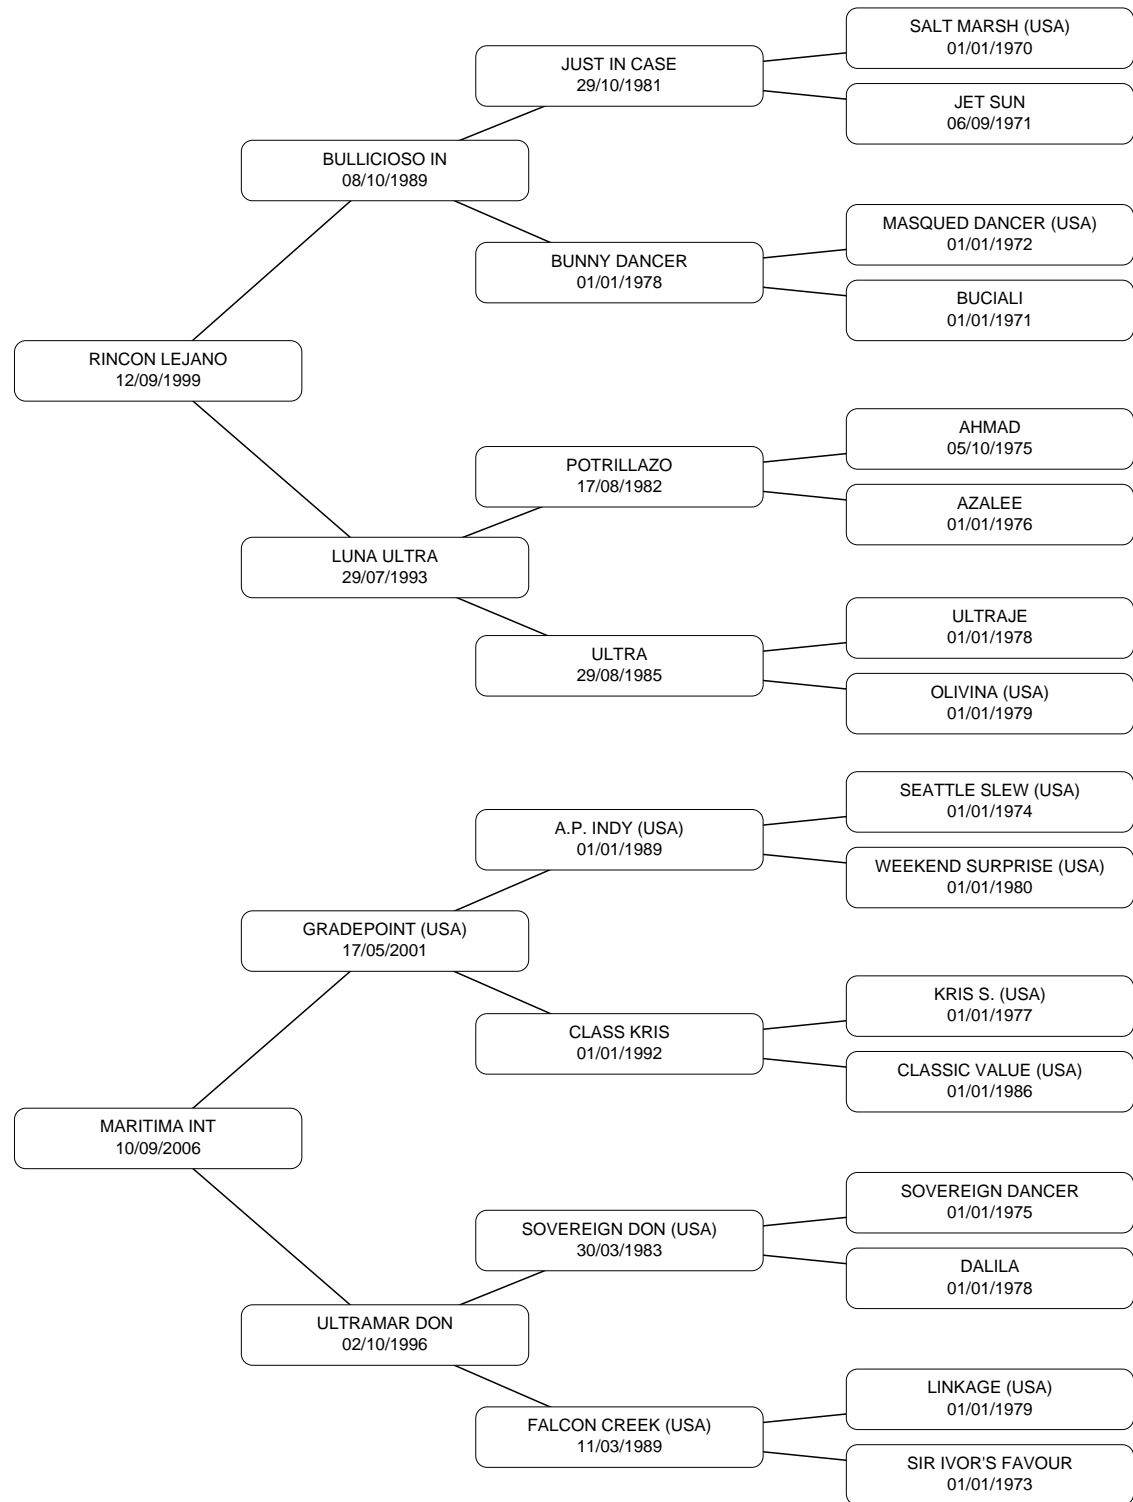 SALT MARSH (USA)
01/01/1970
JUST IN CASE
29/10/1981
JET SUN
06/09/1971
BULLICIOSO IN
08/10/1989
MASQUED DANCER (USA)
01/01/1972
BUNNY DANCER
01/01/1978
BUCIALI
01/01/1971
RINCON LEJANO
12/09/1999
AHMAD
05/10/1975
POTRILLAZO
17/08/1982
AZALEE
01/01/1976
LUNA ULTRA
29/07/1993
ULTRAJE
01/01/1978
ULTRA
29/08/1985
OLIVINA (USA)
01/01/1979
SEATTLE SLEW (USA)
01/01/1974
A.P. INDY (USA)
01/01/1989
WEEKEND SURPRISE (USA)
01/01/1980
GRADEPOINT (USA)
17/05/2001
KRIS S. (USA)
01/01/1977
CLASS KRIS
01/01/1992
CLASSIC VALUE (USA)
01/01/1986
MARITIMA INT
10/09/2006
SOVEREIGN DANCER
01/01/1975
SOVEREIGN DON (USA)
30/03/1983
DALILA
01/01/1978
ULTRAMAR DON
02/10/1996
LINKAGE (USA)
01/01/1979
FALCON CREEK (USA)
11/03/1989
SIR IVOR'S FAVOUR
01/01/1973